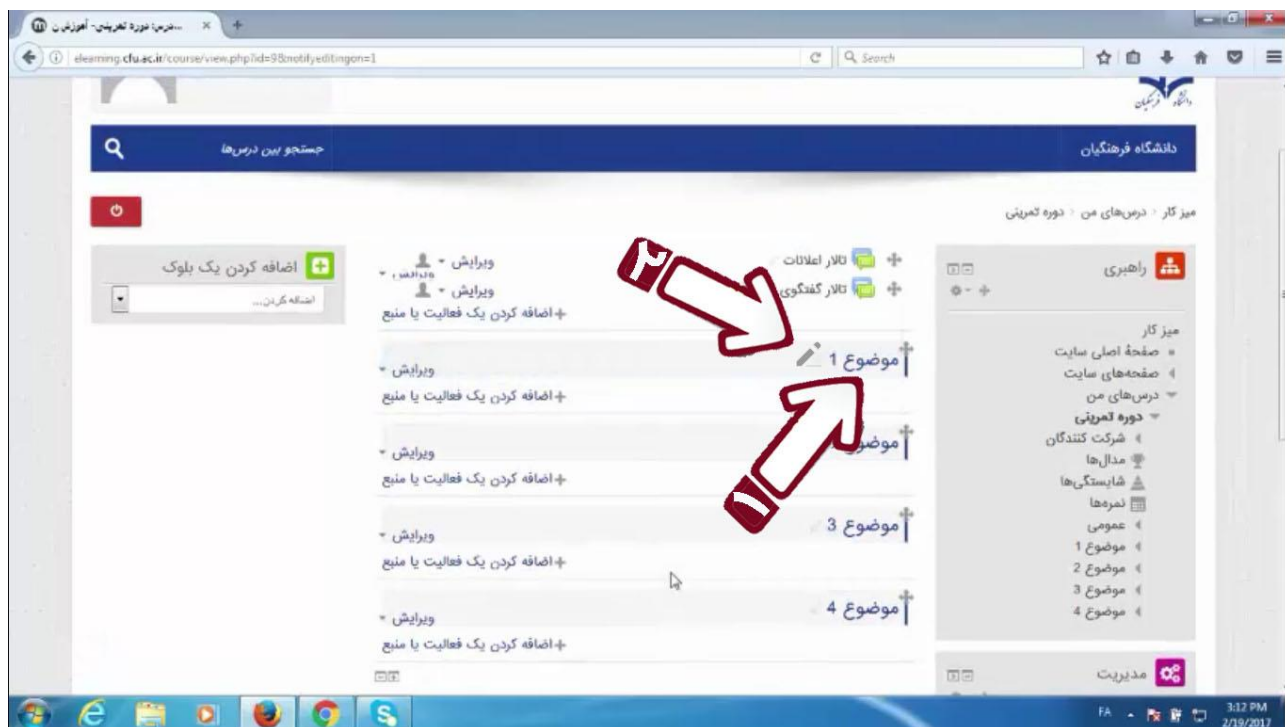 درس: دوره تمرینی- آموزش ن...
elearning.cfu.ac.ir/course/view.php?id=98&notifyeditingon=1
Search
دانشگاه فرهنگیان
دانشگاه فرهنگیان
جستجو بین درس‌ها
میز کار
درس‌های من
دوره تمرینی
راهبری
میز کار
صفحهٔ اصلی سایت
صفحه‌های سایت
درس‌های من
دوره تمرینی
شرکت کنندگان
مدال‌ها
شایستگی‌ها
نمره‌ها
عمومی
موضوع 1
موضوع 2
موضوع 3
موضوع 4
مدیریت
تالار اعلانات
ویرایش
ویرایش
تالار گفتگوی
ویرایش
+ اضافه کردن یک فعالیت یا منبع
۲
موضوع 1
ویرایش
+ اضافه کردن یک فعالیت یا منبع
موضوع
ویرایش
+ اضافه کردن یک فعالیت یا منبع
۱
موضوع 3
ویرایش
+ اضافه کردن یک فعالیت یا منبع
موضوع 4
ویرایش
+ اضافه کردن یک فعالیت یا منبع
اضافه کردن یک بلوک
اضافه کردن...
FA
3:12 PM
2/19/2017